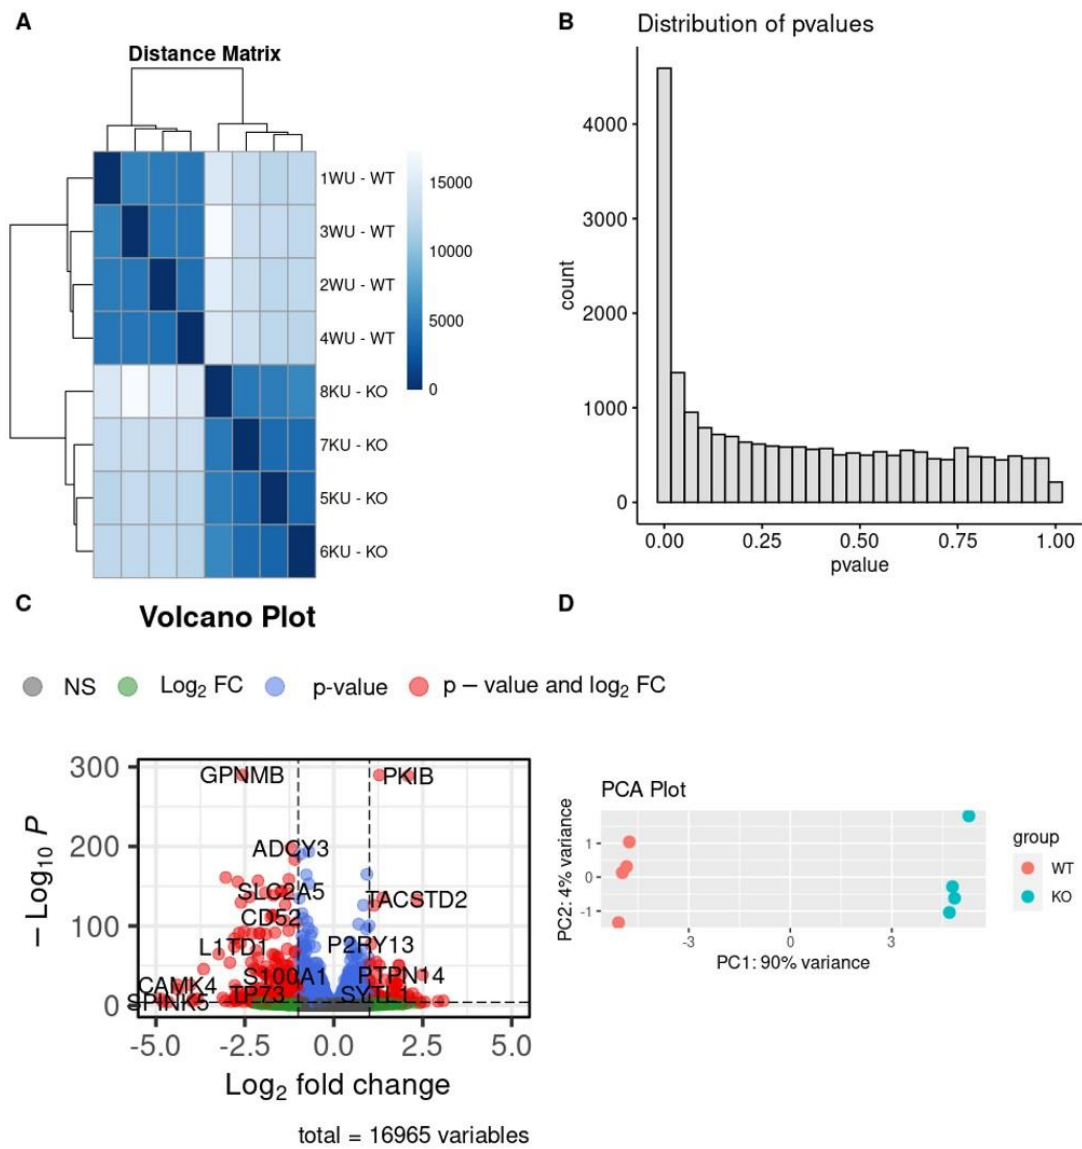 A
Distance Matrix
1WU - WT
3WU - WT
2WU - WT
4WU - WT
8KU - KO
7KU - KO
5KU - KO
6KU - KO
15000
10000
5000
0
B
Distribution of pvalues
count
4000
3000
2000
1000
0
0.00 0.25 0.50 0.75 1.00
pvalue
C
Volcano Plot
NS Log₂ FC p-value p – value and log₂ FC
– Log₁₀ P
300
200
100
0
GPNMB PKIB
ADCY3
SLC2A5 TACSTD2
CD52
L1TD1 P2RY13
S100A1 PTPN14
CAMK4
TP73 SYTL1
SPINK5
-5.0 -2.5 0.0 2.5 5.0
Log₂ fold change
total = 16965 variables
D
PCA Plot
PC2: 4% variance
1
0
-1
-3 0 3
PC1: 90% variance
group
WT
KO